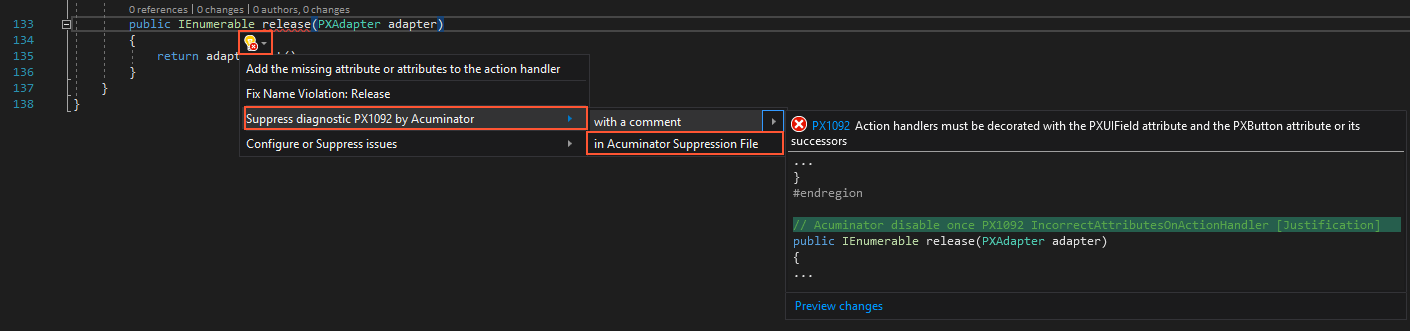 0 references | 0 changes | 0 authors, 0 changes
133 public IEnumerable release(PXAdapter adapter)
134 {
135 return adap
136 }
137 }
138 }
Add the missing attribute or attributes to the action handler
Fix Name Violation: Release
Suppress diagnostic PX1092 by Acuminator
Configure or Suppress issues
with a comment
in Acuminator Suppression File
PX1092 Action handlers must be decorated with the PXUIField attribute and the PXButton attribute or its
successors
...
}
#endregion
// Acuminator disable once PX1092 IncorrectAttributesOnActionHandler [Justification]
public IEnumerable release(PXAdapter adapter)
{
...
Preview changes